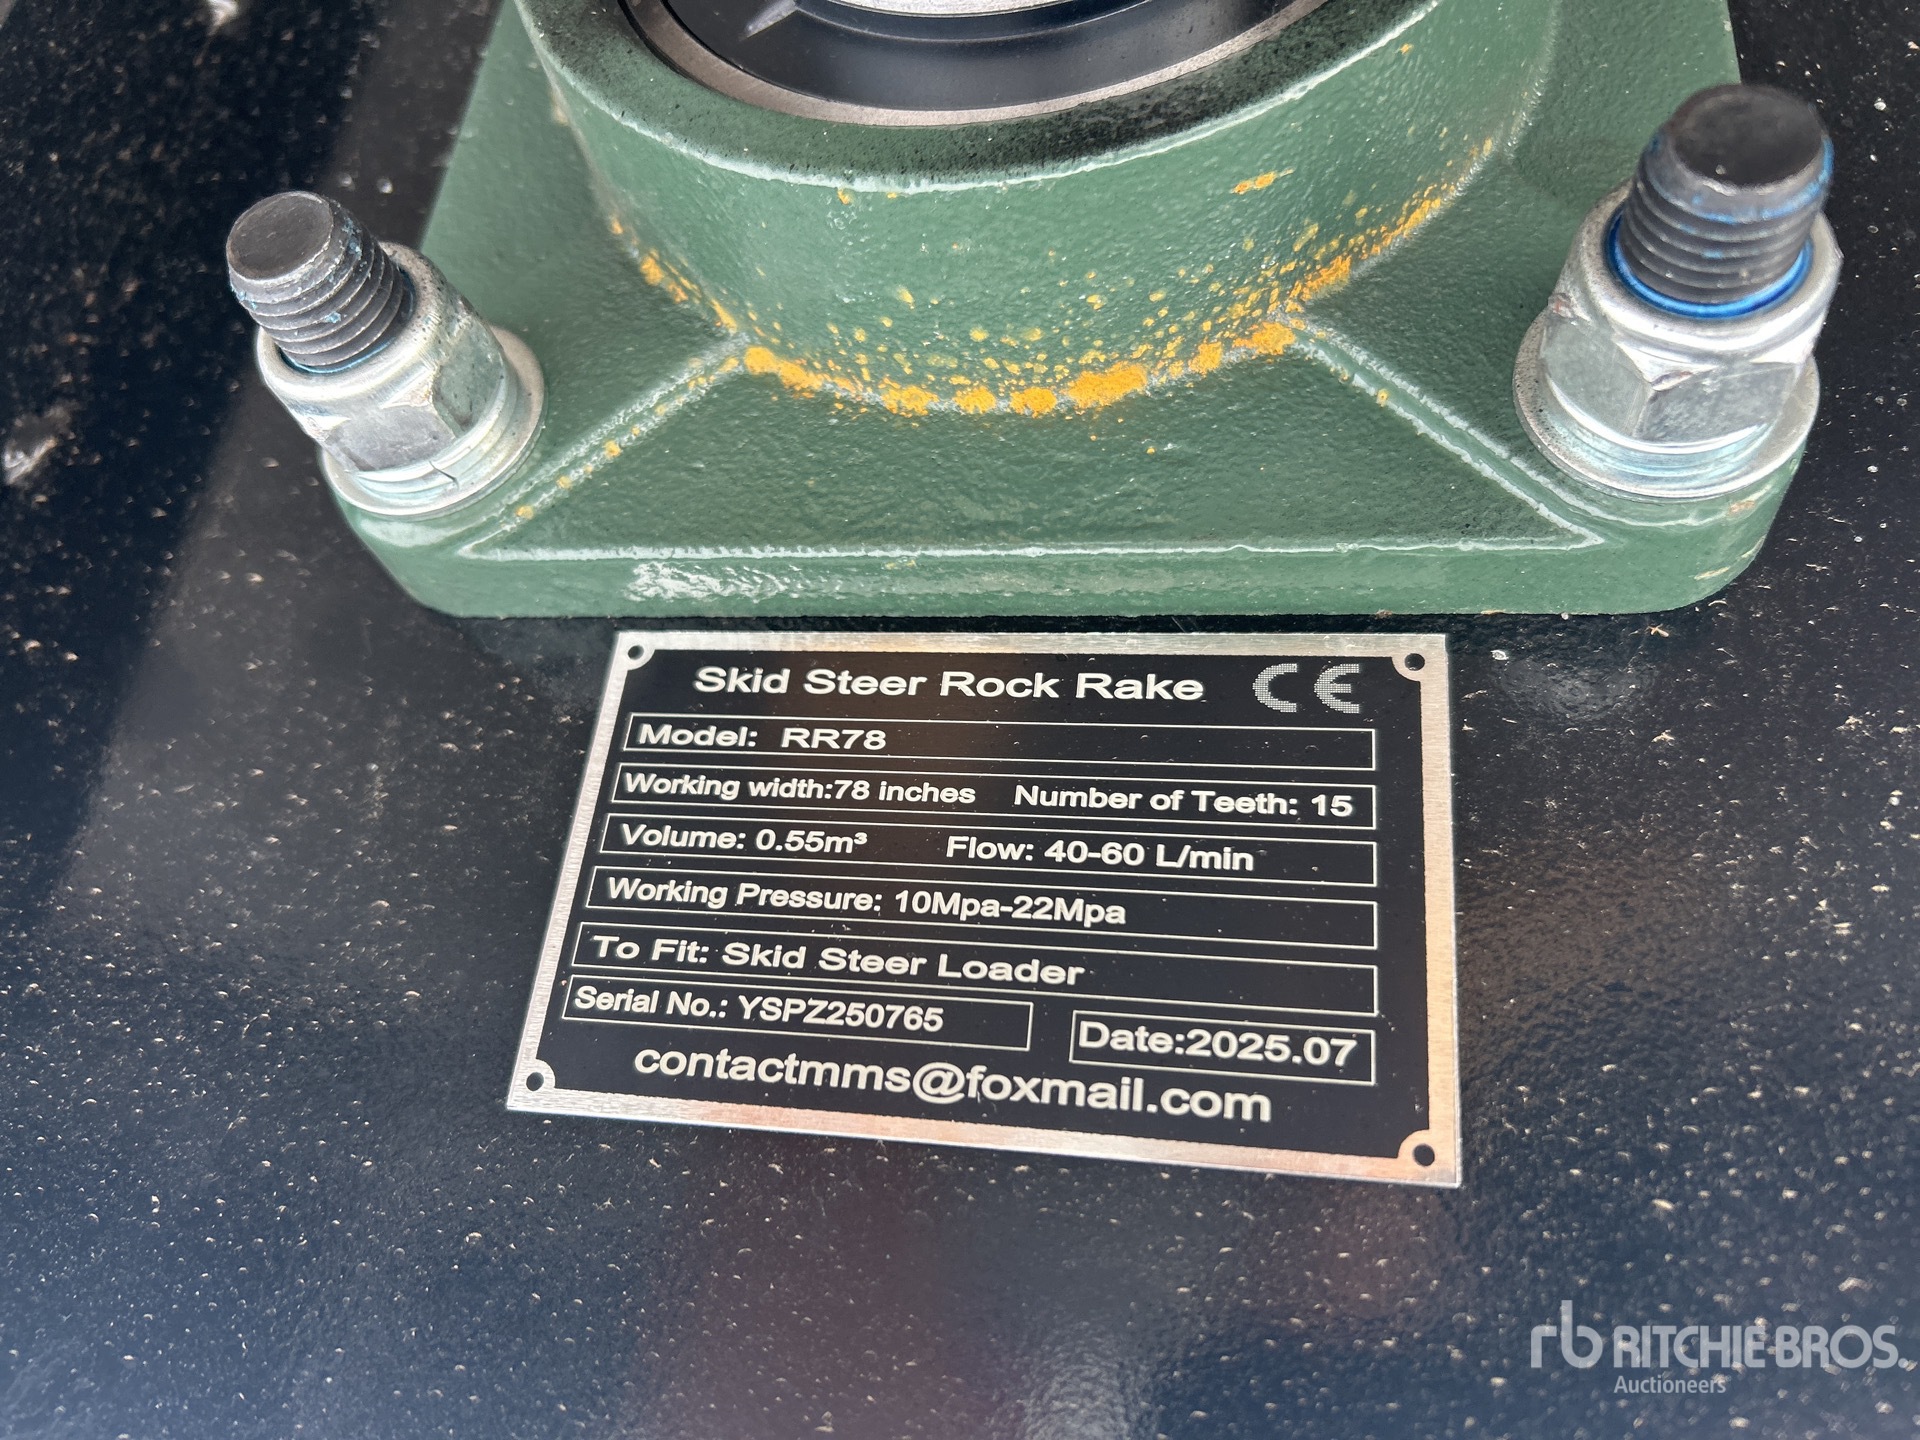 Skid Steer Rock Rake CE
Model: RR78
Working width:78 inches Number of Teeth: 15
Volume: 0.55m³ Flow: 40-60 L/min
Working Pressure: 10Mpa-22Mpa
To Fit: Skid Steer Loader
Serial No.: YSPZ250765 Date:2025.07
contactmms@foxmail.com
rb RITCHIE BROS.
Auctioneers